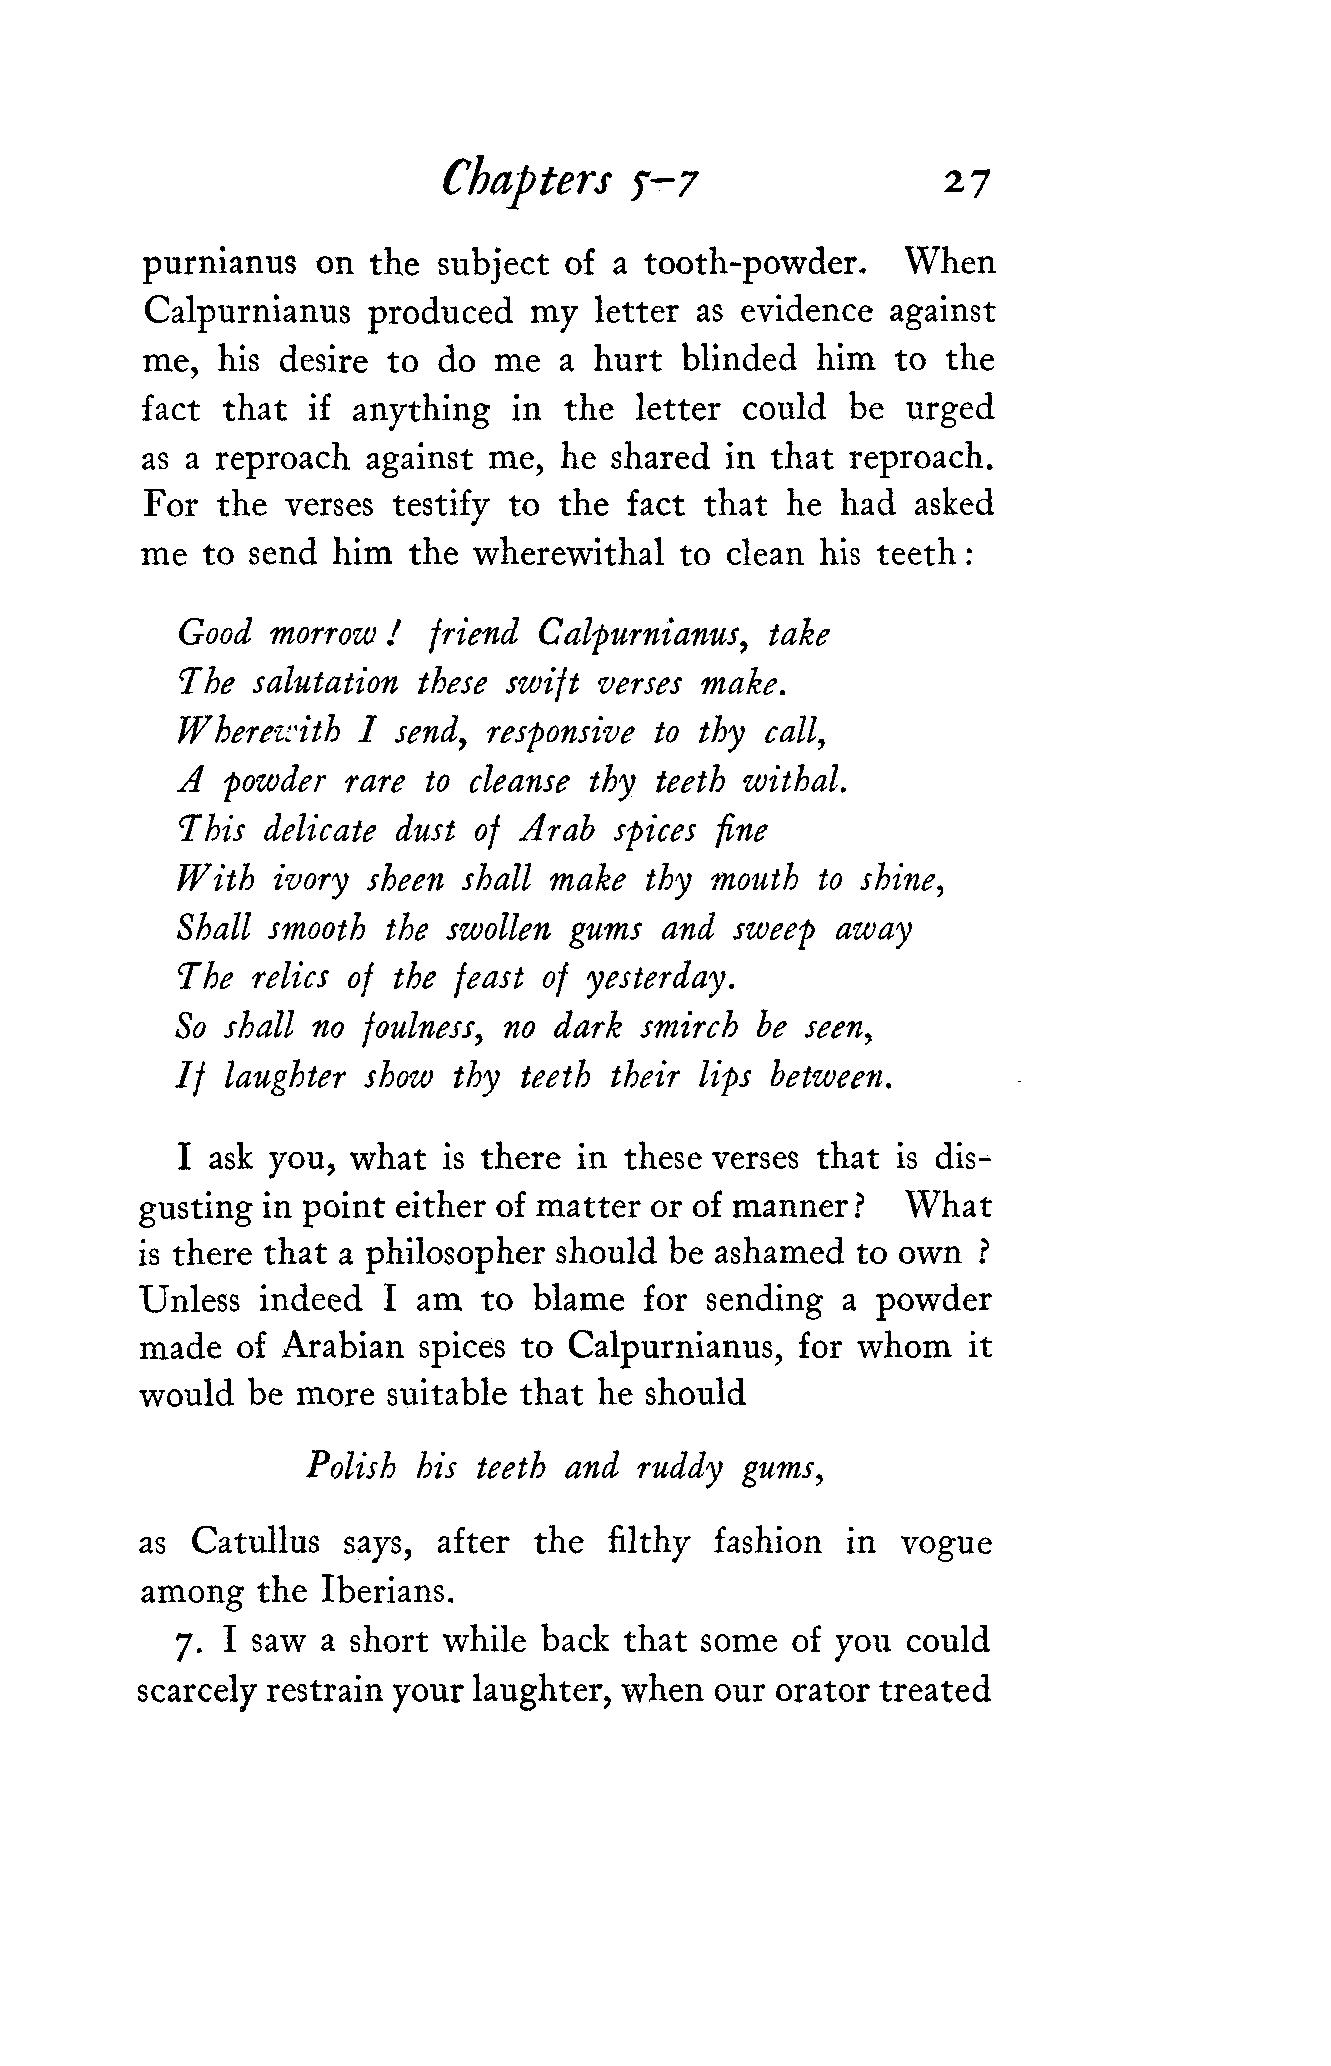 Chapters 5–7 27
purnianus on the subject of a tooth-powder. When
Calpurnianus produced my letter as evidence against
me, his desire to do me a hurt blinded him to the
fact that if anything in the letter could be urged
as a reproach against me, he shared in that reproach.
For the verses testify to the fact that he had asked
me to send him the wherewithal to clean his teeth :
Good morrow ! friend Calpurnianus, take
The salutation these swift verses make.
Wherewith I send, responsive to thy call,
A powder rare to cleanse thy teeth withal.
This delicate dust of Arab spices fine
With ivory sheen shall make thy mouth to shine,
Shall smooth the swollen gums and sweep away
The relics of the feast of yesterday.
So shall no foulness, no dark smirch be seen,
If laughter show thy teeth their lips between.
I ask you, what is there in these verses that is dis-
gusting in point either of matter or of manner? What
is there that a philosopher should be ashamed to own ?
Unless indeed I am to blame for sending a powder
made of Arabian spices to Calpurnianus, for whom it
would be more suitable that he should
Polish his teeth and ruddy gums,
as Catullus says, after the filthy fashion in vogue
among the Iberians.
7. I saw a short while back that some of you could
scarcely restrain your laughter, when our orator treated